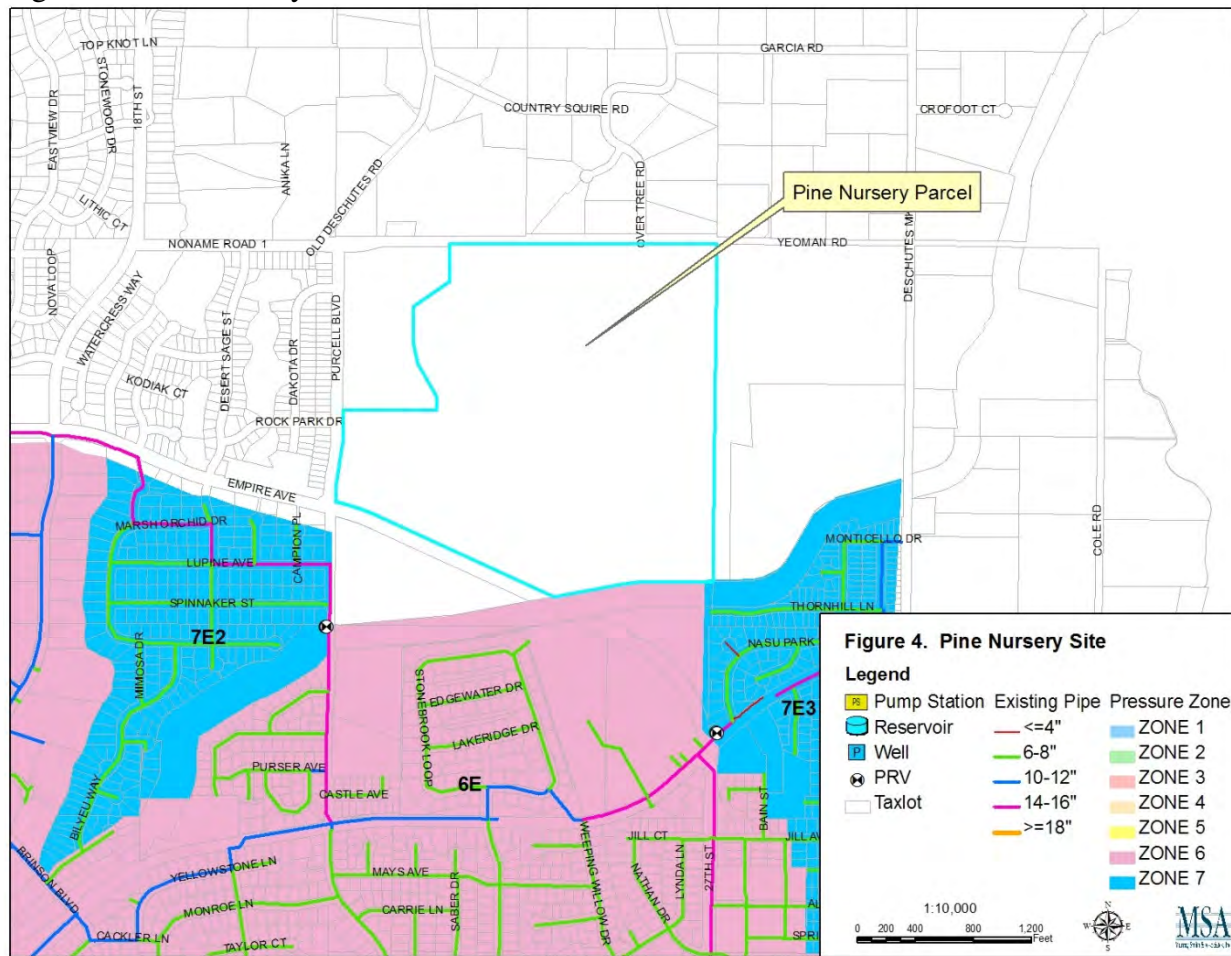 TOP KNOT LN
STONEWOOD DR
EASTVIEW DR
18TH ST
GARCIA RD
COUNTRY SQUIRE RD
CROFOOT CT
ANIKA LN
OLD DESCHUTES RD
OVER TREE RD
Pine Nursery Parcel
LITHIC CT
NONAME ROAD 1
YEOMAN RD
DESCHUTES MK
NOVA LOOP
WATERCRESS WAY
DESERT SAGE ST
DAKOTA DR
PURCELL BLVD
KODIAK CT
ROCK PARK DR
EMPIRE AVE
COLE RD
MARSH ORCHID DR
CAMPION PL
MONTICELLO DR
LUPINE AVE
SPINNAKER ST
THORNHILL LN
7E2
NASU PARK
MIMOSA DR
STONEBROOK LOOP
EDGEWATER DR
7E3
LAKERIDGE DR
PURSER AVE
6E
CASTLE AVE
BILYEU WAY
BAIN ST
WEEPING WILLOW DR
JILL CT
JILL AV
BRINSON BLVD
YELLOWSTONE LN
MAYS AVE
NATHAN DR
LYNDA LN
27TH ST
MONROE LN
CARRIE LN
SABER DR
CACKLER LN
TAYLOR CT
AL
SPRI
Figure 4. Pine Nursery Site
Legend
PS Pump Station
Reservoir
P Well
PRV
Taxlot
Existing Pipe
<=4"
6-8"
10-12"
14-16"
>=18"
Pressure Zone
ZONE 1
ZONE 2
ZONE 3
ZONE 4
ZONE 5
ZONE 6
ZONE 7
1:10,000
0 200 400 800 1,200
Feet
N
W E
S
MSA